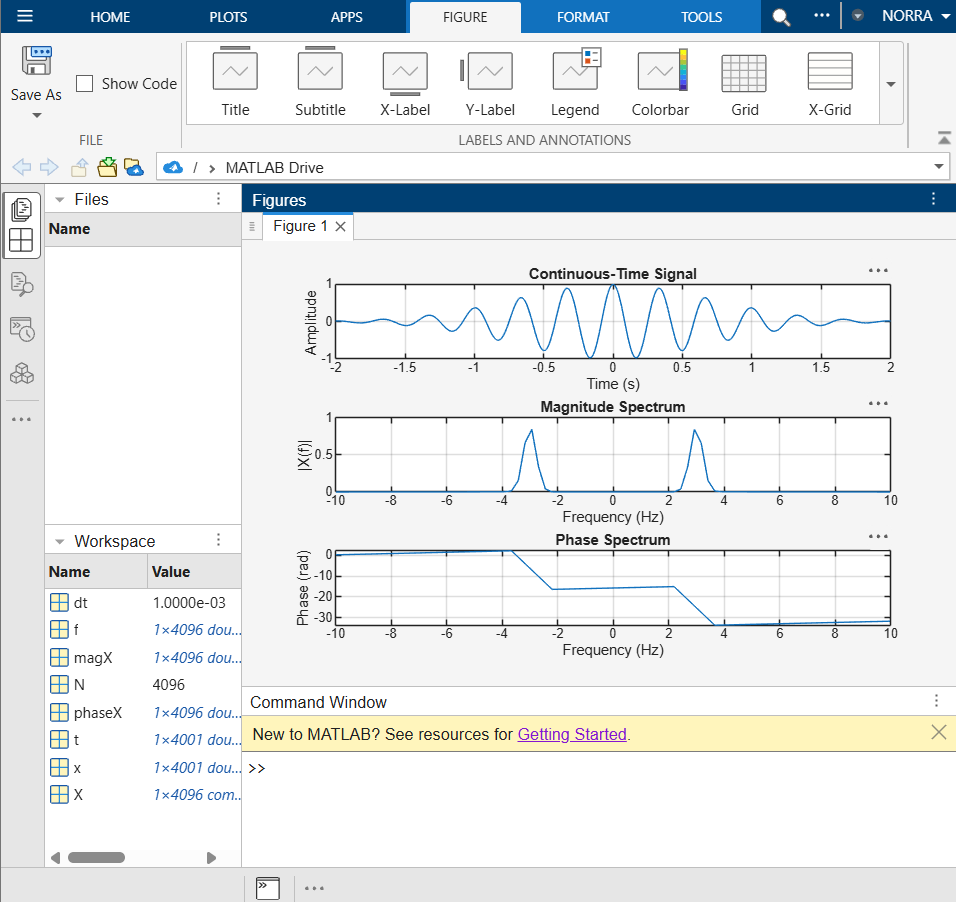 HOME PLOTS APPS FIGURE FORMAT TOOLS NORRA
Save As
Show Code
Title Subtitle X-Label Y-Label Legend Colorbar Grid X-Grid
FILE LABELS AND ANNOTATIONS
/ > MATLAB Drive
Files
Name
Figures
Figure 1
Continuous-Time Signal
Amplitude
1
0
-1
-2 -1.5 -1 -0.5 0 0.5 1 1.5 2
Time (s)
Magnitude Spectrum
|X(f)|
1
0.5
0
-10 -8 -6 -4 -2 0 2 4 6 8 10
Frequency (Hz)
Phase Spectrum
Phase (rad)
0
-10
-20
-30
-10 -8 -6 -4 -2 0 2 4 6 8 10
Frequency (Hz)
Workspace
Name Value
dt 1.0000e-03
f 1×4096 dou...
magX 1×4096 dou...
N 4096
phaseX 1×4096 dou...
t 1×4001 dou...
x 1×4001 dou...
X 1×4096 com...
Command Window
New to MATLAB? See resources for Getting Started.
>>